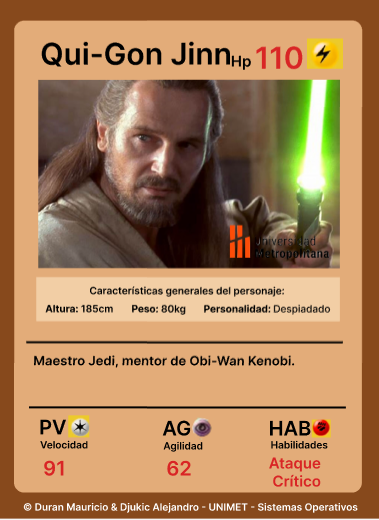 Qui-Gon Jinn Hp 110
Universidad
Metropolitana
Características generales del personaje:
Altura: 185cm Peso: 80kg Personalidad: Despiadado
Maestro Jedi, mentor de Obi-Wan Kenobi.
PV AG HAB
Velocidad Agilidad Habilidades
91 62 Ataque
Crítico
© Duran Mauricio & Djukic Alejandro - UNIMET - Sistemas Operativos